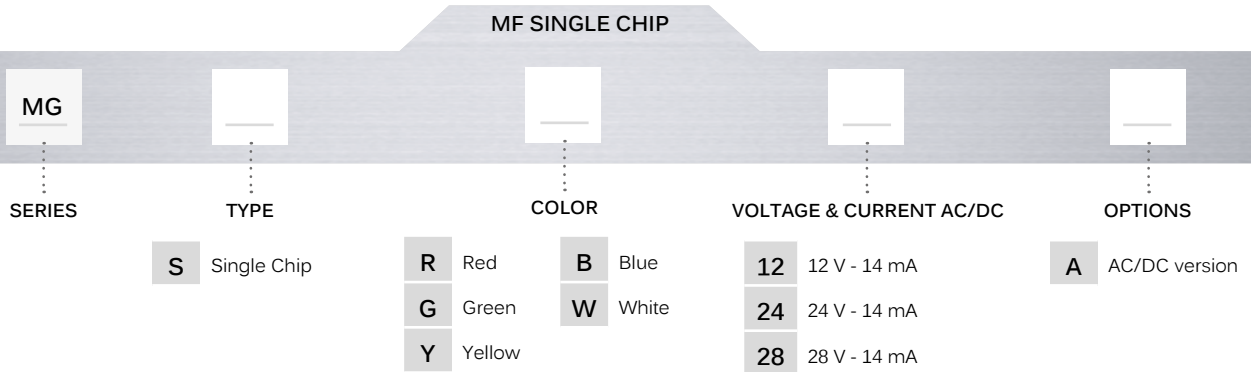 MF SINGLE CHIP
MG
SERIES
TYPE
COLOR
VOLTAGE & CURRENT AC/DC
OPTIONS
S Single Chip
R Red
G Green
Y Yellow
B Blue
W White
12 12 V - 14 mA
24 24 V - 14 mA
28 28 V - 14 mA
A AC/DC version